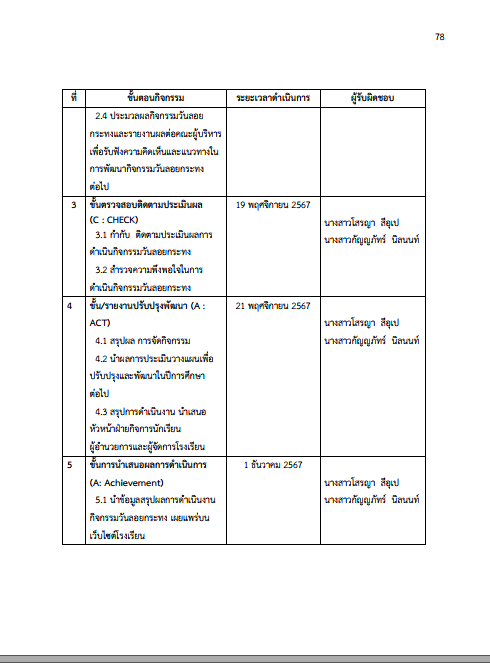 78
ที่ ขั้นตอนกิจกรรม ระยะเวลาดำเนินการ ผู้รับผิดชอบ
2.4 ประมวลผลกิจกรรมวันลอย
กระทงและรายงานผลต่อคณะผู้บริหาร
เพื่อรับฟังความคิดเห็นและแนวทางใน
การพัฒนากิจกรรมวันลอยกระทง
ต่อไป
3 ขั้นตรวจสอบติดตามประเมินผล 19 พฤศจิกายน 2567
(C : CHECK) นางสาวโสรญา สีอุเป
3.1 กำกับ ติดตามประเมินผลการ นางสาวกัญญภัทร์ นิลนนท์
ดำเนินกิจกรรมวันลอยกระทง
3.2 สำรวจความพึงพอใจในการ
ดำเนินกิจกรรมวันลอยกระทง
4 ขั้น/รายงานปรับปรุงพัฒนา (A : 21 พฤศจิกายน 2567
ACT) นางสาวโสรญา สีอุเป
4.1 สรุปผล การจัดกิจกรรม นางสาวกัญญภัทร์ นิลนนท์
4.2 นำผลการประเมินวางแผนเพื่อ
ปรับปรุงและพัฒนาในปีการศึกษา
ต่อไป
4.3 สรุปการดำเนินงาน นำเสนอ
หัวหน้าฝ่ายกิจการนักเรียน
ผู้อำนวยการและผู้จัดการโรงเรียน
5 ขั้นการนำเสนอผลการดำเนินการ 1 ธันวาคม 2567
(A: Achievement) นางสาวโสรญา สีอุเป
5.1 นำข้อมูลสรุปผลการดำเนินงาน นางสาวกัญญภัทร์ นิลนนท์
กิจกรรมวันลอยกระทง เผยแพร่บน
เว็บไซต์โรงเรียน